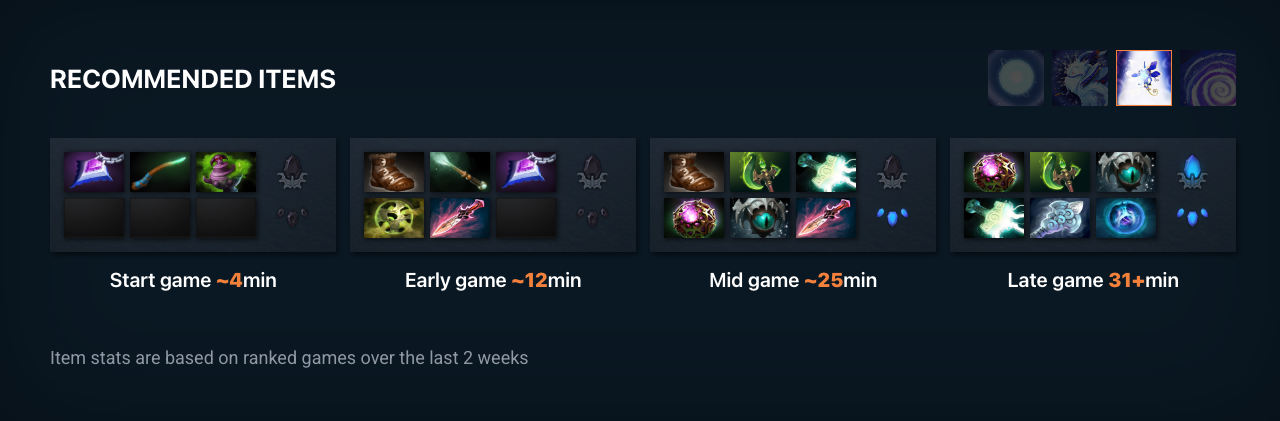 RECOMMENDED ITEMS
Start game ~4min
Early game ~12min
Mid game ~25min
Late game 31+min
Item stats are based on ranked games over the last 2 weeks